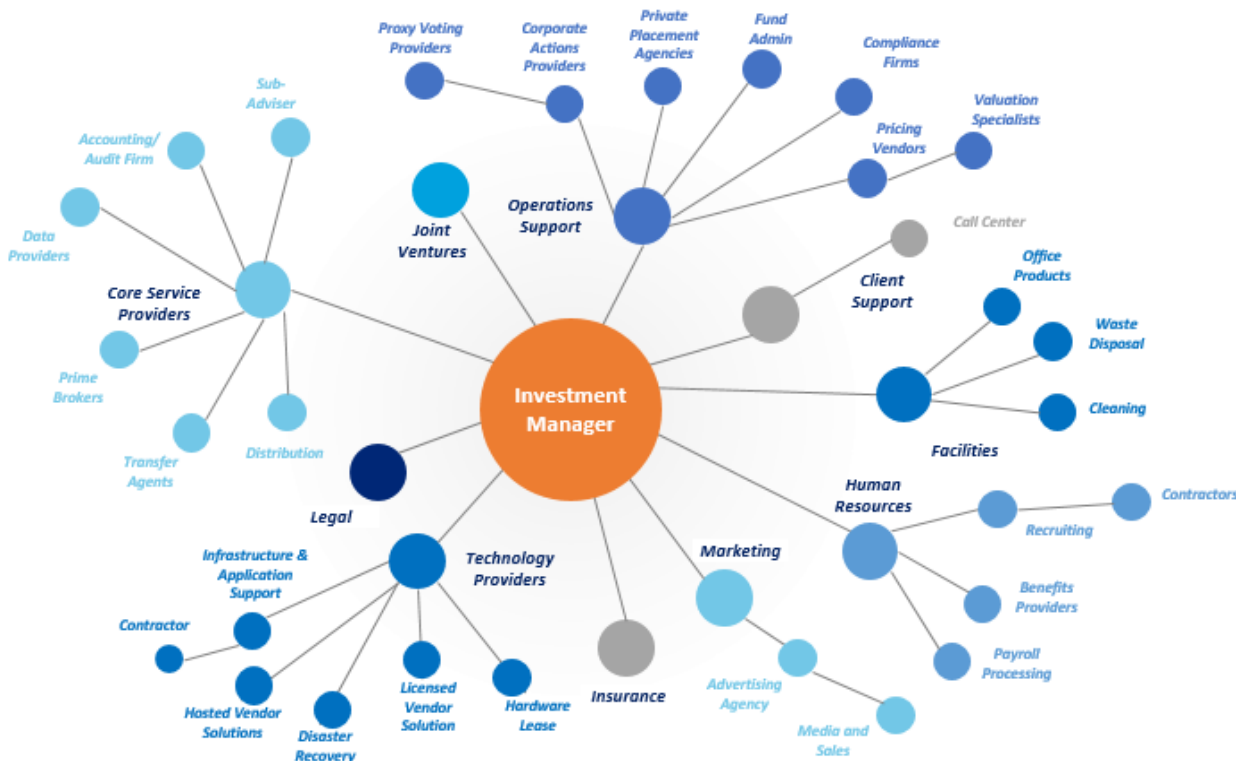 Proxy Voting
Providers
Corporate
Actions
Providers
Private
Placement
Agencies
Fund
Admin
Compliance
Firms
Valuation
Specialists
Pricing
Vendors
Sub-
Adviser
Accounting/
Audit Firm
Data
Providers
Core Service
Providers
Prime
Brokers
Transfer
Agents
Distribution
Joint
Ventures
Operations
Support
Call Center
Client
Support
Office
Products
Waste
Disposal
Cleaning
Facilities
Investment
Manager
Legal
Human
Resources
Contractors
Recruiting
Benefits
Providers
Payroll
Processing
Marketing
Advertising
Agency
Media and
Sales
Insurance
Technology
Providers
Infrastructure &
Application
Support
Contractor
Hosted Vendor
Solutions
Disaster
Recovery
Licensed
Vendor
Solution
Hardware
Lease